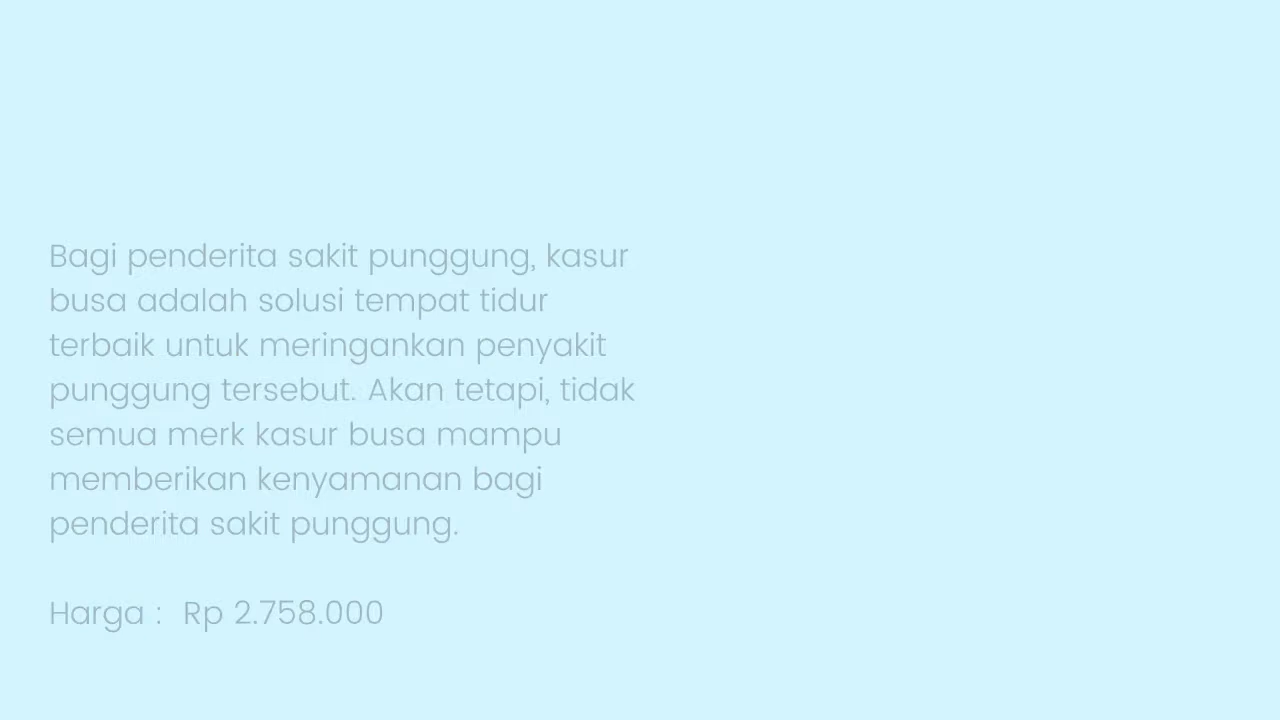 Bagi penderita sakit punggung, kasur
busa adalah solusi tempat tidur
terbaik untuk meringankan penyakit
punggung tersebut. Akan tetapi, tidak
semua merk kasur busa mampu
memberikan kenyamanan bagi
penderita sakit punggung.
Harga :  Rp 2.758.000